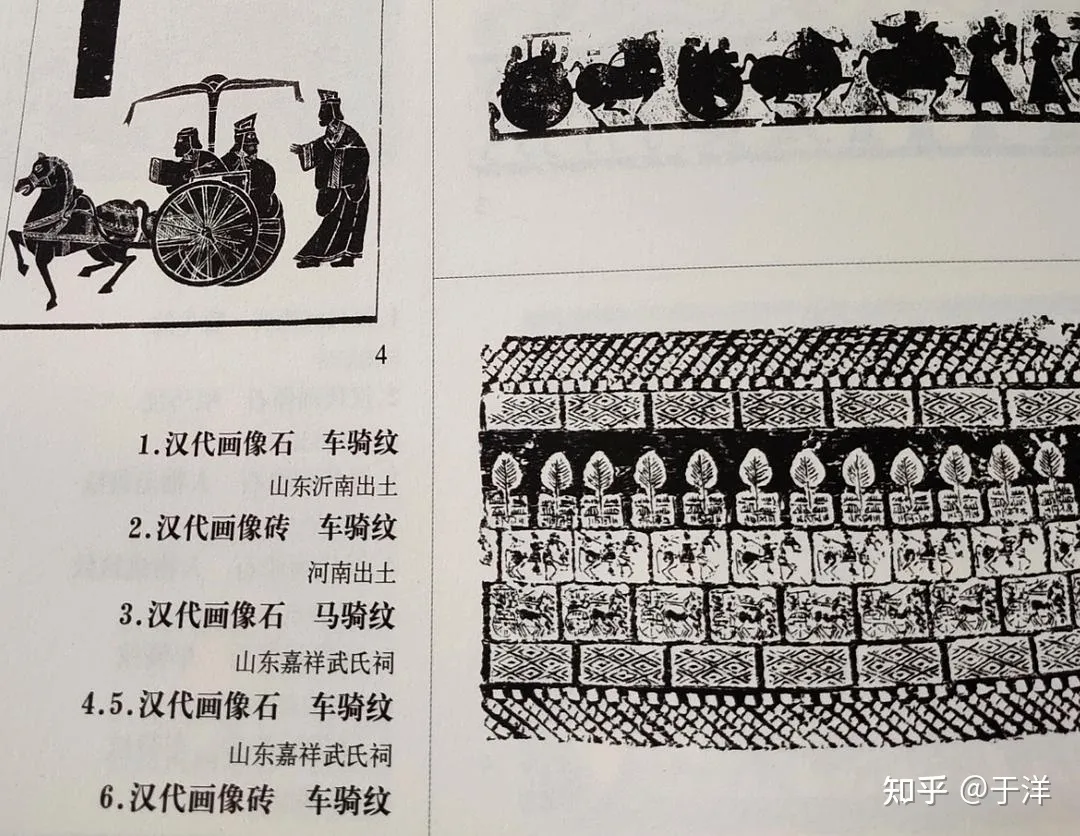 4
1.汉代画像石 车骑纹
山东沂南出土
2.汉代画像砖 车骑纹
河南出土
3.汉代画像石 马骑纹
山东嘉祥武氏祠
4.5.汉代画像石 车骑纹
山东嘉祥武氏祠
6.汉代画像砖 车骑纹
知乎 @于洋